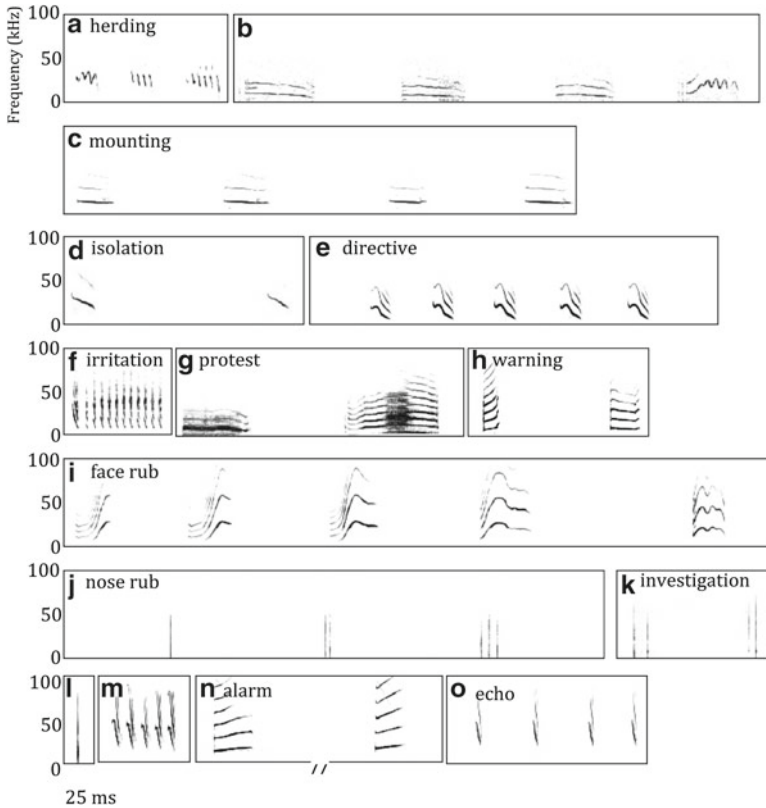 Frequency (kHz)
100
50
0
a herding
b
c mounting
100
50
0
d isolation
e directive
100
50
0
f irritation
g protest
h warning
100
50
0
i face rub
100
50
0
j nose rub
k investigation
100
50
0
l
m
n alarm
o echo
//
25 ms